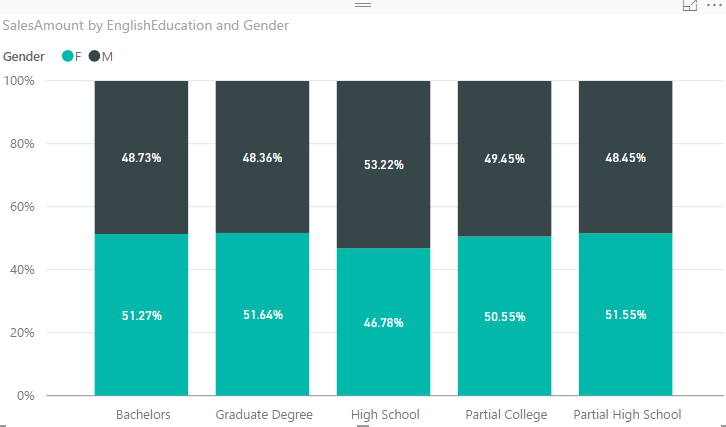 SalesAmount by EnglishEducation and Gender
Gender F M
100%
80%
60%
40%
20%
0%
48.73% 48.36% 53.22% 49.45% 48.45%
51.27% 51.64% 46.78% 50.55% 51.55%
Bachelors Graduate Degree High School Partial College Partial High School